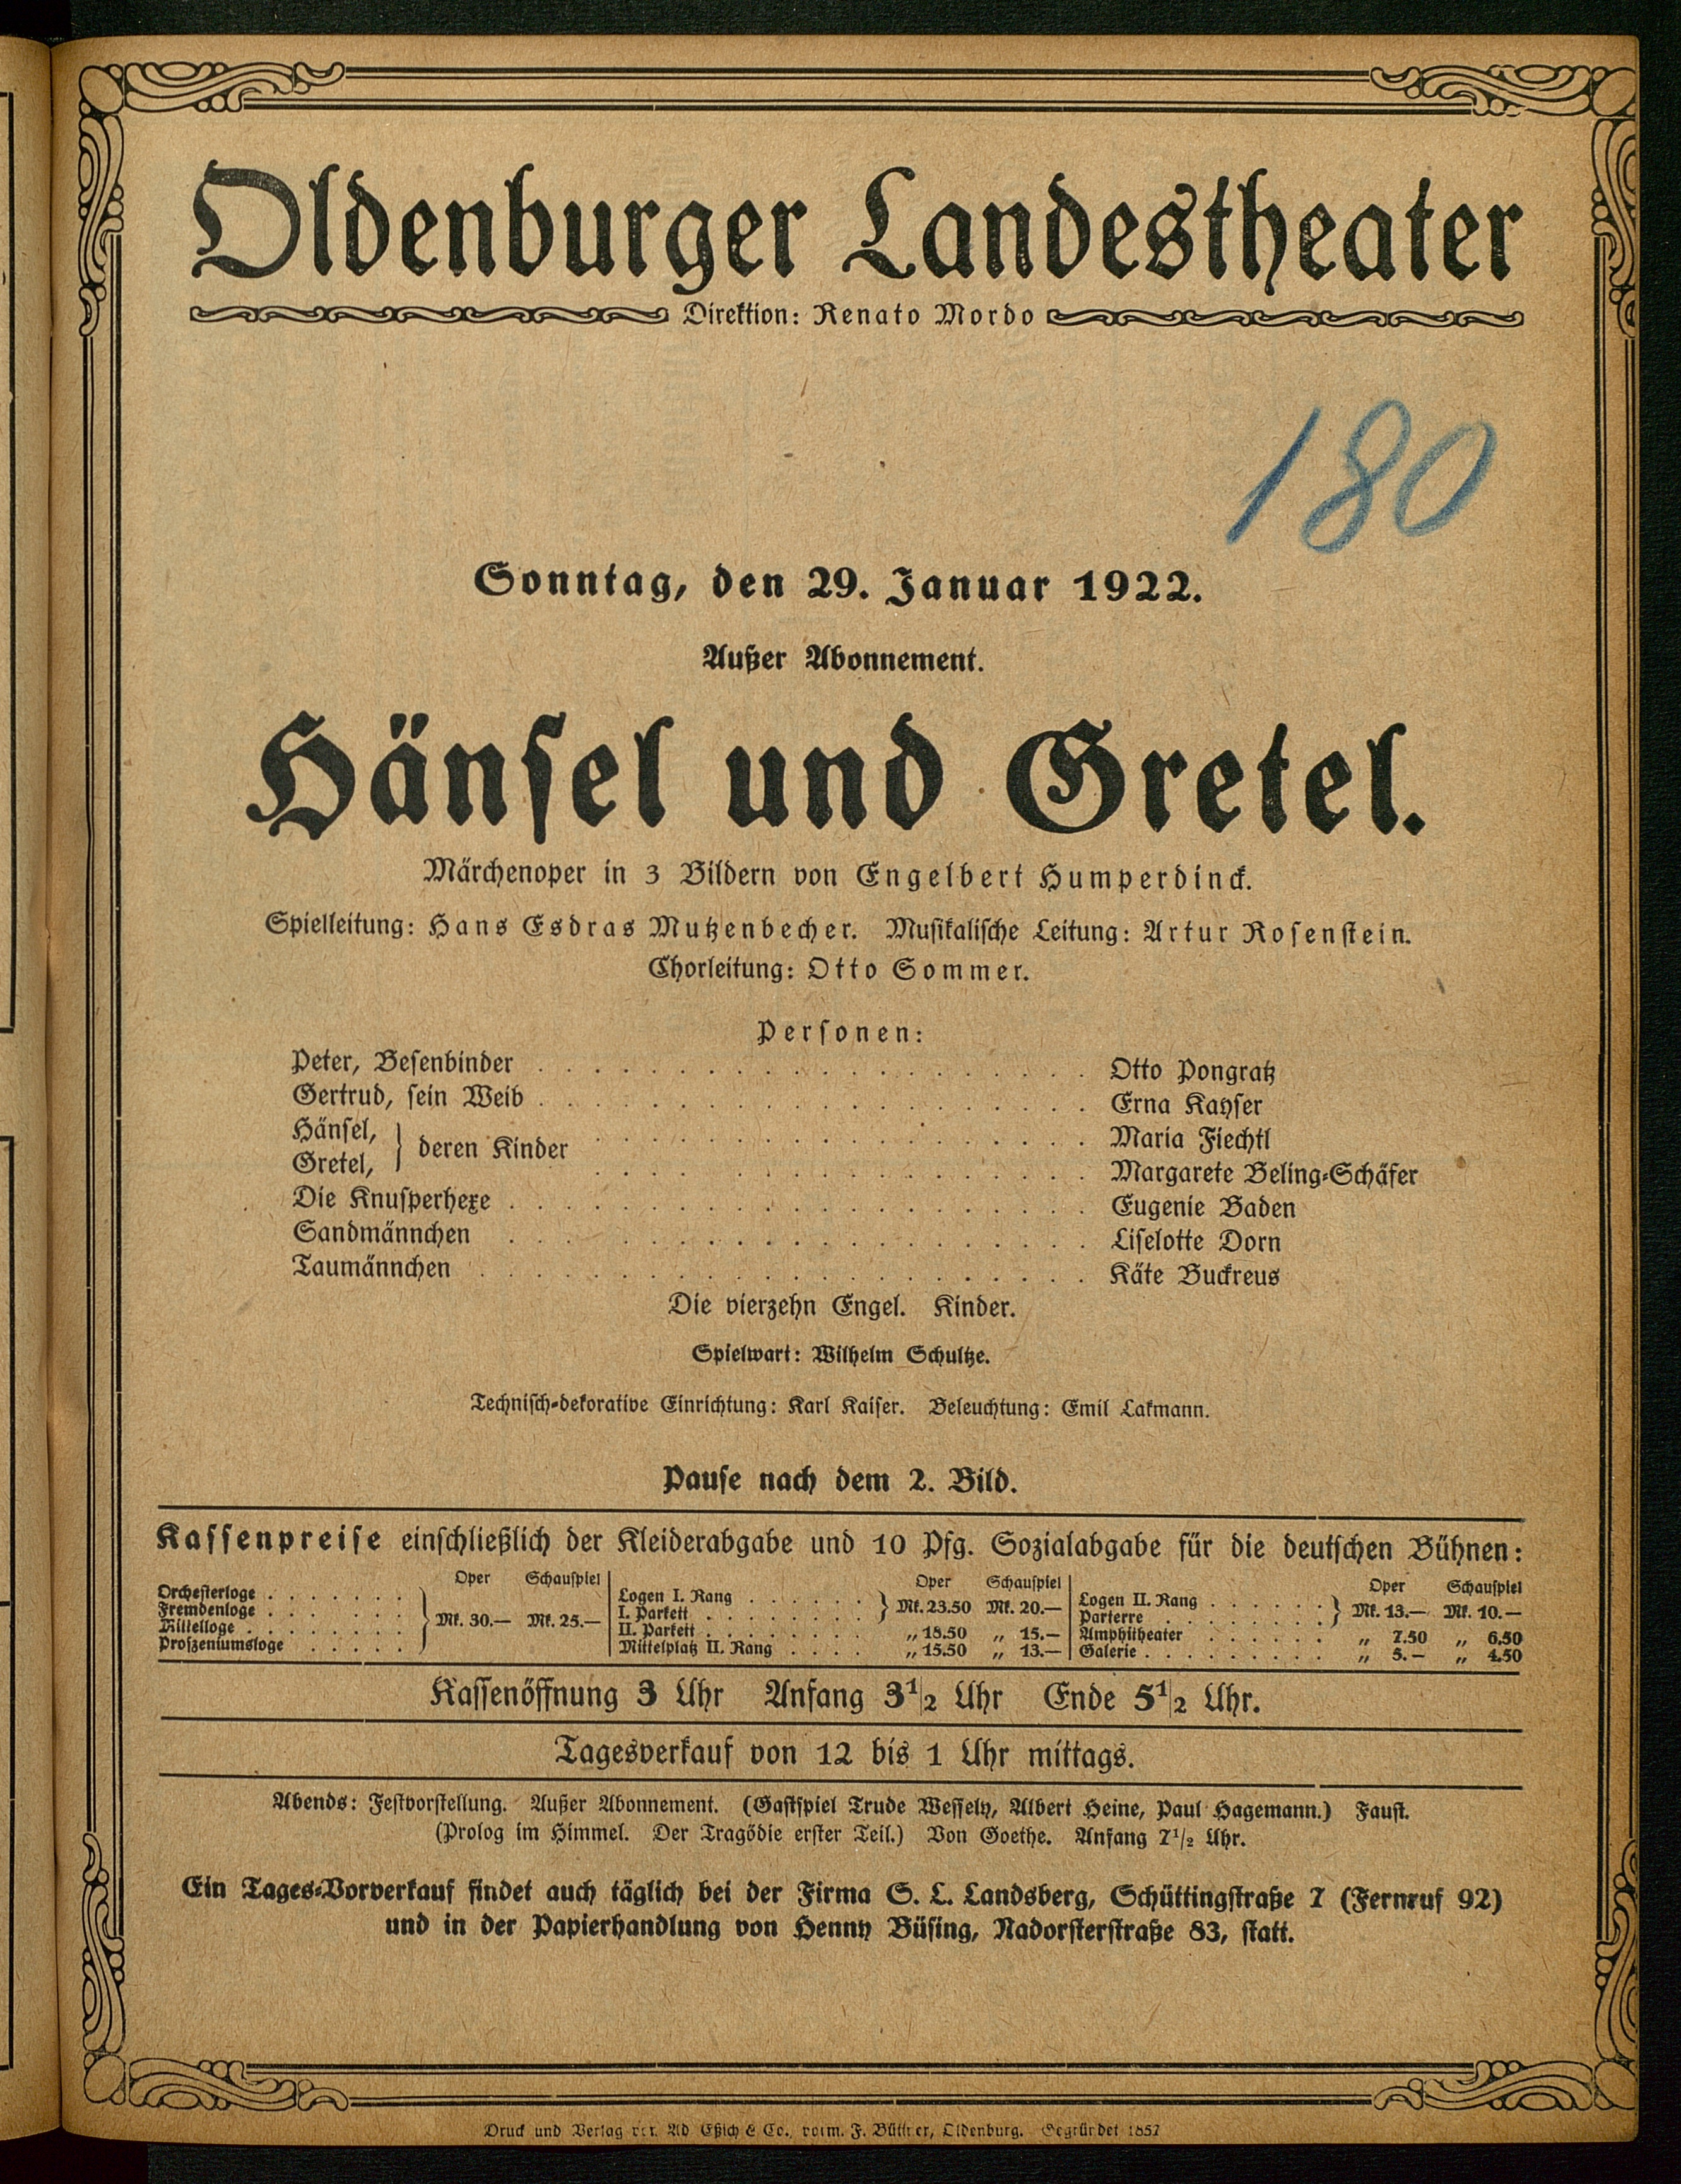 Oldenburger Landestheater
Direktion: Renato Mordo
180
Sonntag, den 29. Januar 1922.
Außer Abonnement.
Hänsel und Gretel.
Märchenoper in 3 Bildern von Engelbert Humperdinck.
Spielleitung: Hans Esdras Mutzenbecher. Musikalische Leitung: Artur Rosenstein.
Chorleitung: Otto Sommer.
Personen:
Peter, Besenbinder . . . . . . . . . . . . . . . . . . . . Otto Pongratz
Gertrud, sein Weib . . . . . . . . . . . . . . . . . . . . Erna Kayser
Hänsel, } deren Kinder . . . . . . . . . . . . . . . . . . Maria Fiechtl
Gretel, . . . . . . . . . . . . . . . . . . Margarete Beling-Schäfer
Die Knusperhexe . . . . . . . . . . . . . . . . . . . . . Eugenie Baden
Sandmännchen . . . . . . . . . . . . . . . . . . . . . Liselotte Dorn
Taumännchen . . . . . . . . . . . . . . . . . . . . . . Käte Buckreus
Die vierzehn Engel. Kinder.
Spielwart: Wilhelm Schultze.
Technisch-dekorative Einrichtung: Karl Kaiser. Beleuchtung: Emil Lakmann.
Pause nach dem 2. Bild.
Kassenpreise einschließlich der Kleiderabgabe und 10 Pfg. Sozialabgabe für die deutschen Bühnen:
Oper Schauspiel
Orchesterloge . . . . . . .
Fremdenloge . . . . . . .
Mittelloge . . . . . . . .
Proszeniumsloge . . . . .
} Mk. 30.— Mk. 25.—
Oper Schauspiel
Logen I. Rang . . . . . .
I. Parkett . . . . . . . . } Mk. 23.50 Mk. 20.—
II. Parkett . . . . . . . . „ 18.50 „ 15.—
Mittelplatz II. Rang . . . . „ 15.50 „ 13.—
Oper Schauspiel
Logen II. Rang . . . . . .
Parterre . . . . . . . . } Mk. 13.— Mk. 10.—
Amphitheater . . . . . . „ 7.50 „ 6.50
Galerie . . . . . . . . . „ 5.— „ 4.50
Kassenöffnung 3 Uhr Anfang 3½ Uhr Ende 5½ Uhr.
Tagesverkauf von 12 bis 1 Uhr mittags.
Abends: Festvorstellung. Außer Abonnement. (Gastspiel Trude Wessely, Albert Heine, Paul Hagemann.) Faust.
(Prolog im Himmel. Der Tragödie erster Teil.) Von Goethe. Anfang 7½ Uhr.
Ein Tages-Vorverkauf findet auch täglich bei der Firma S. L. Landsberg, Schüttingstraße 7 (Fernruf 92)
und in der Papierhandlung von Henny Büsing, Nadorsterstraße 83, statt.
Druck und Verlag von Ad Eßich & Co., vorm. F. Büttner, Oldenburg. Gegründet 1857